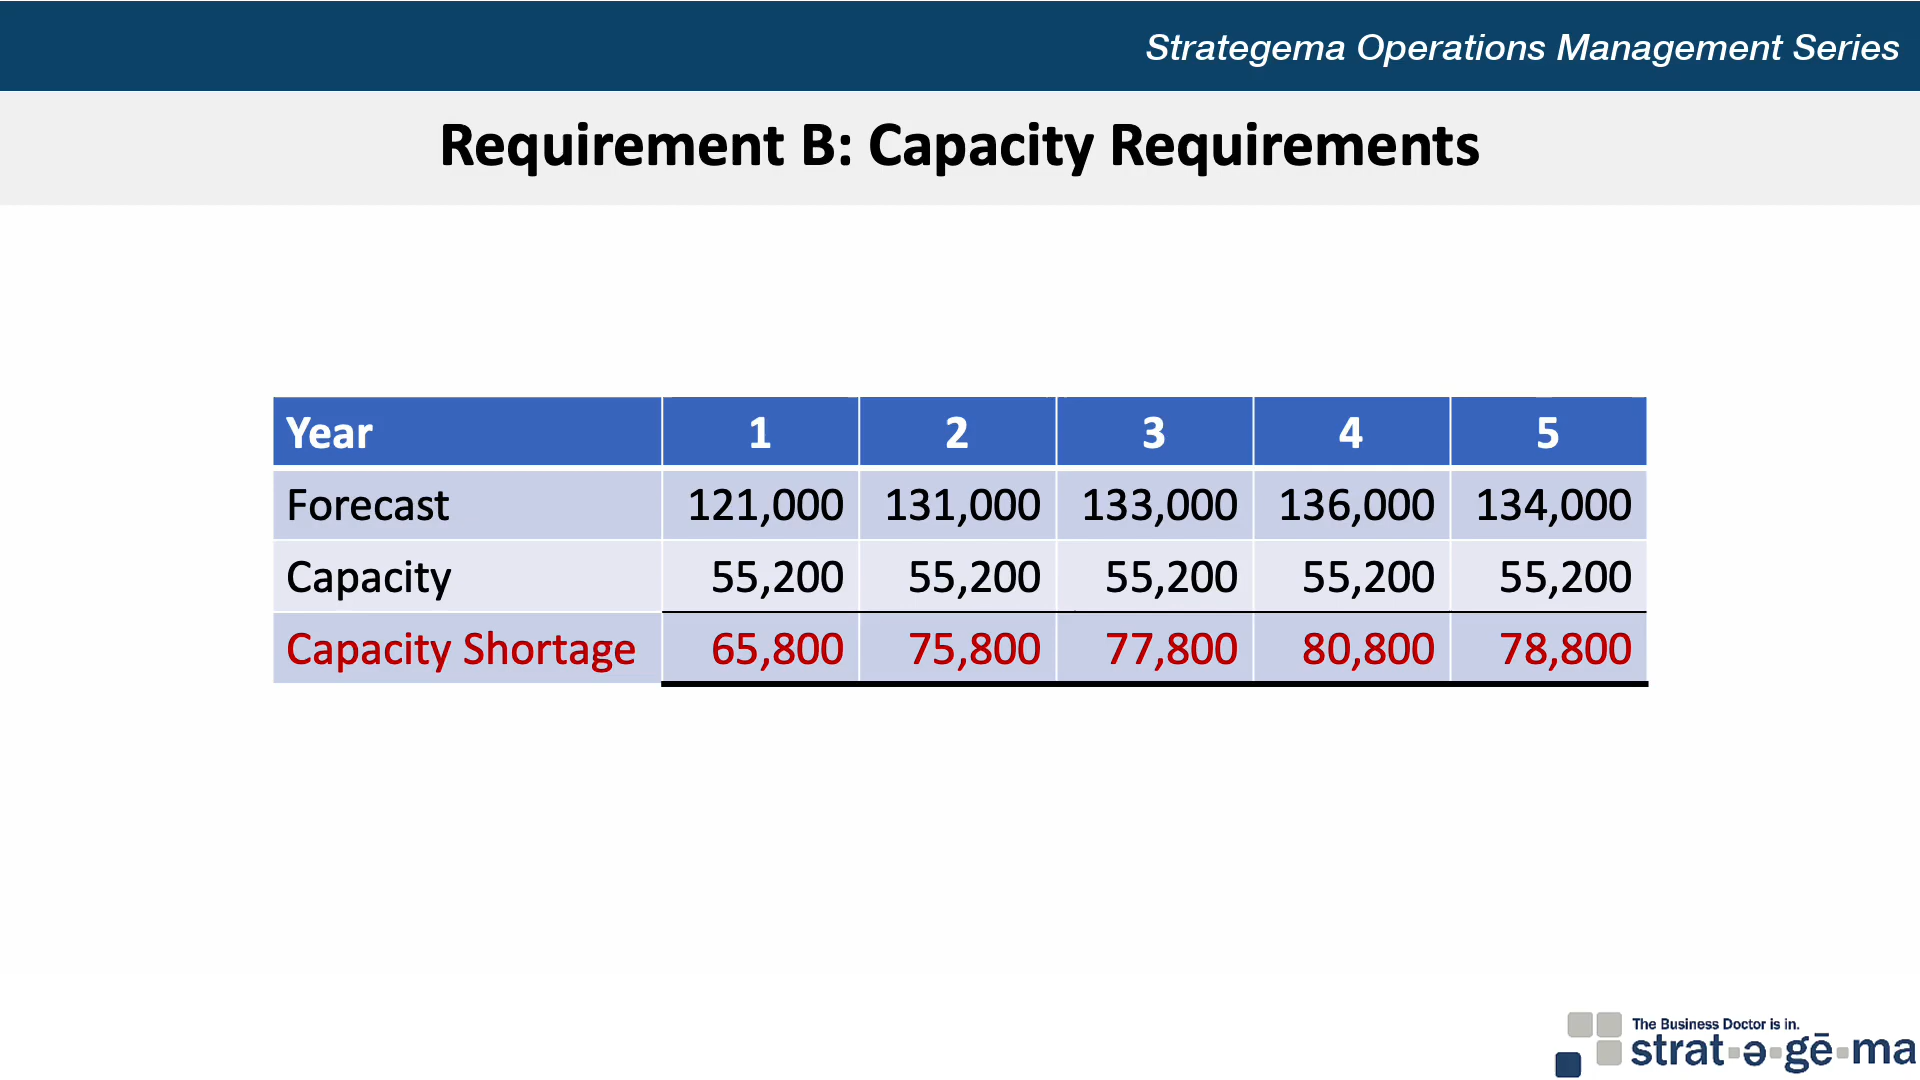 Strategema Operations Management Series
Requirement B: Capacity Requirements
Year 1 2 3 4 5
Forecast 121,000 131,000 133,000 136,000 134,000
Capacity 55,200 55,200 55,200 55,200 55,200
Capacity Shortage 65,800 75,800 77,800 80,800 78,800
The Business Doctor is in.
strat-ə-gē-ma